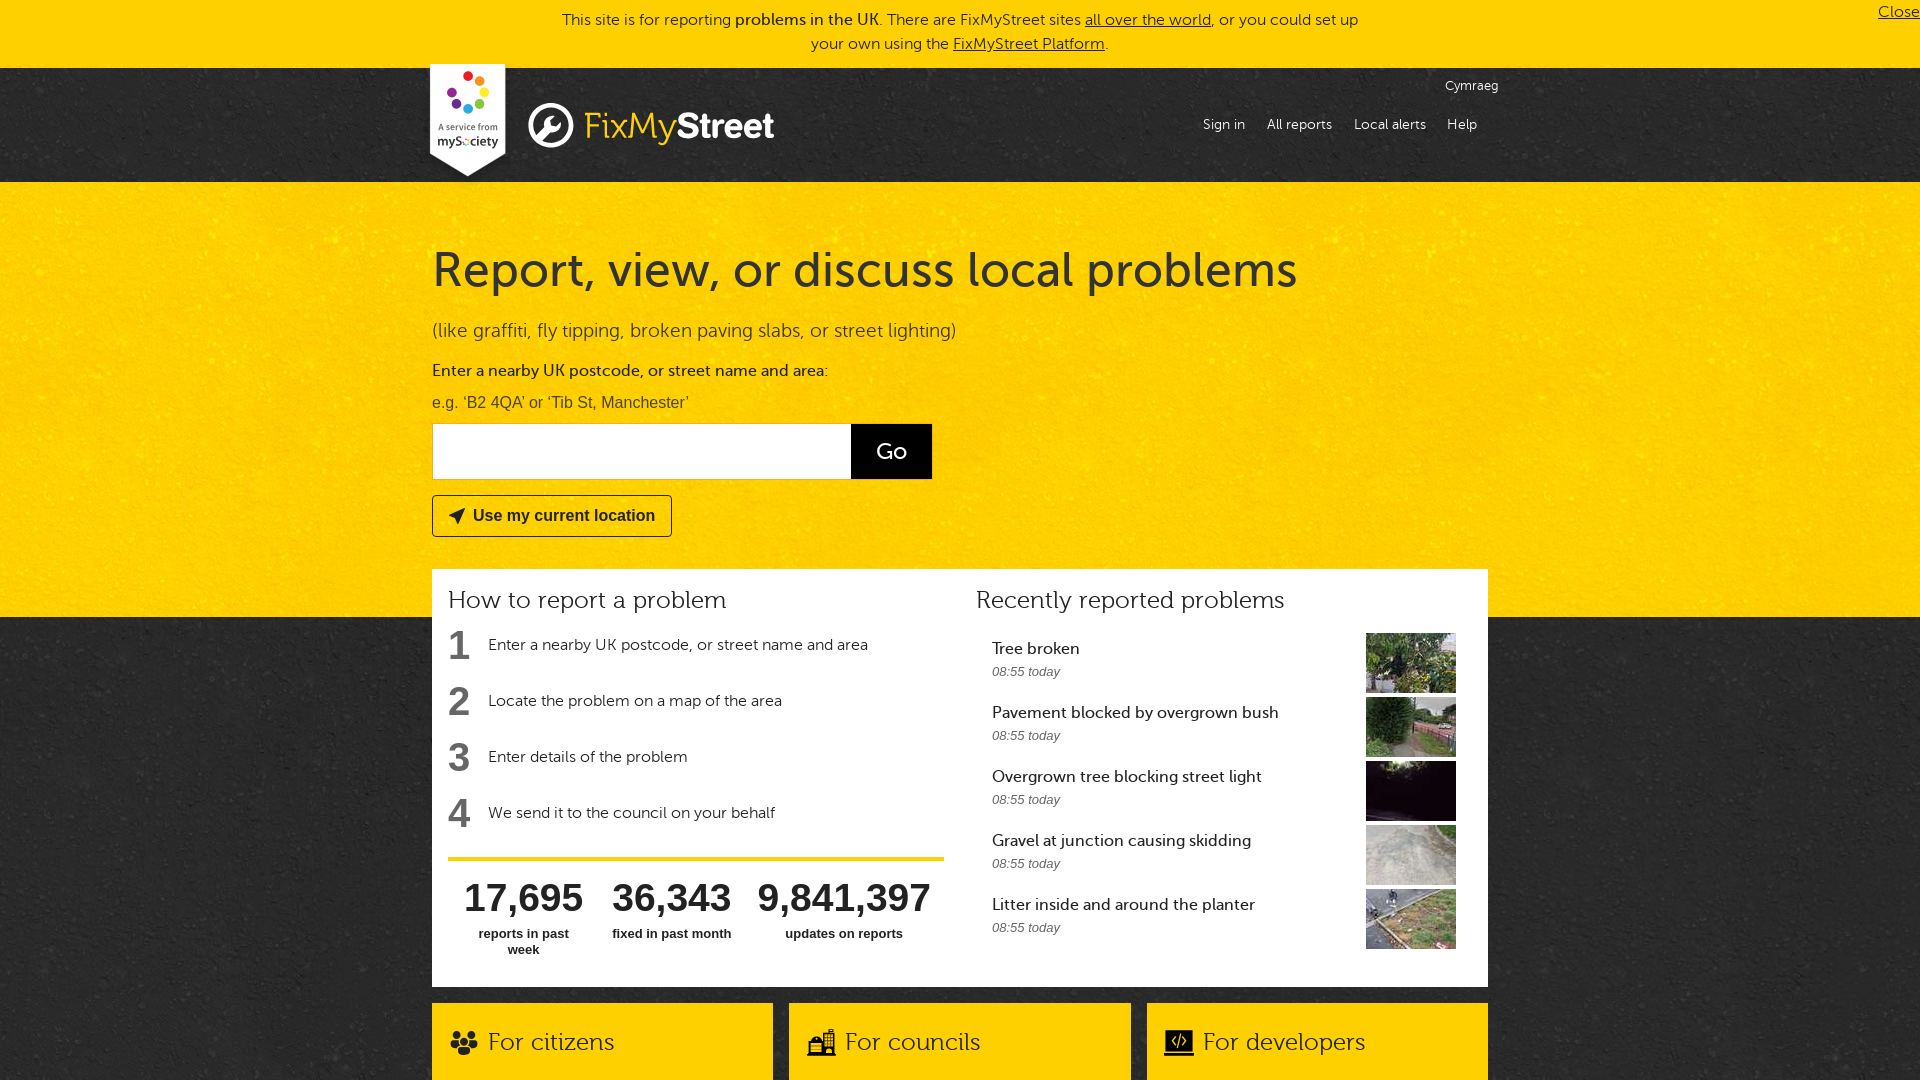 This site is for reporting problems in the UK. There are FixMyStreet sites all over the world, or you could set up
your own using the FixMyStreet Platform.
Close
A service from
mySociety
FixMyStreet
Cymraeg
Sign in
All reports
Local alerts
Help
Report, view, or discuss local problems
(like graffiti, fly tipping, broken paving slabs, or street lighting)
Enter a nearby UK postcode, or street name and area:
e.g. ‘B2 4QA’ or ‘Tib St, Manchester’
Go
Use my current location
How to report a problem
1 Enter a nearby UK postcode, or street name and area
2 Locate the problem on a map of the area
3 Enter details of the problem
4 We send it to the council on your behalf
17,695
reports in past
week
36,343
fixed in past month
9,841,397
updates on reports
Recently reported problems
Tree broken
08:55 today
Pavement blocked by overgrown bush
08:55 today
Overgrown tree blocking street light
08:55 today
Gravel at junction causing skidding
08:55 today
Litter inside and around the planter
08:55 today
For citizens
For councils
For developers